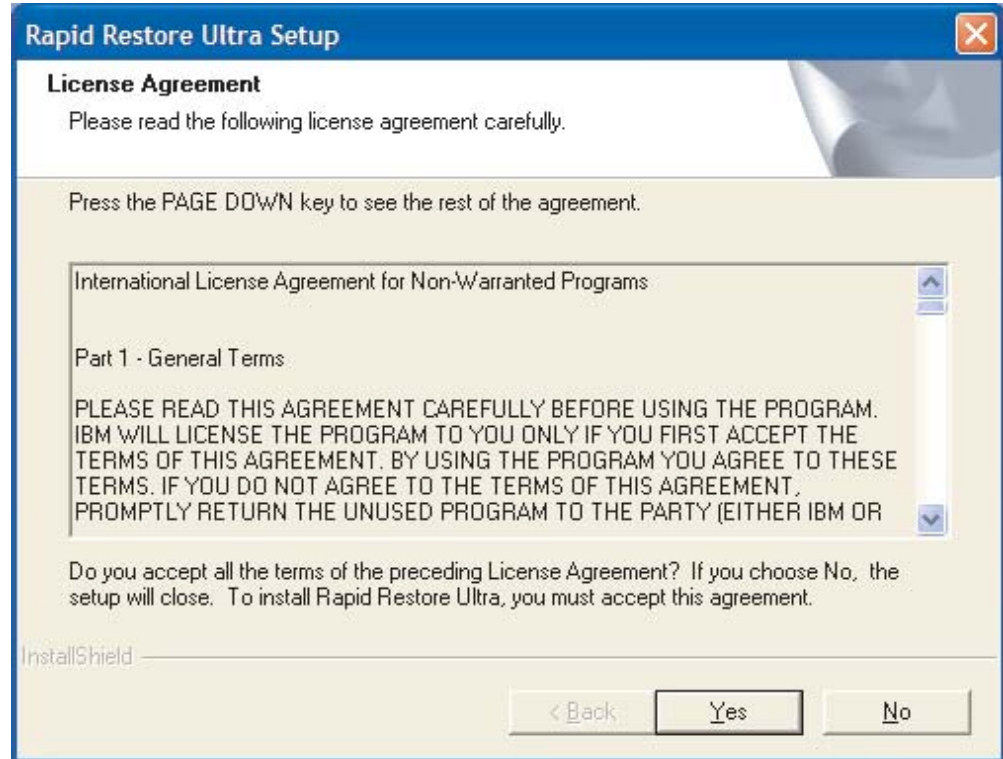 Rapid Restore Ultra Setup
License Agreement
Please read the following license agreement carefully.
Press the PAGE DOWN key to see the rest of the agreement.
International License Agreement for Non-Warranted Programs
Part 1 - General Terms
PLEASE READ THIS AGREEMENT CAREFULLY BEFORE USING THE PROGRAM.
IBM WILL LICENSE THE PROGRAM TO YOU ONLY IF YOU FIRST ACCEPT THE
TERMS OF THIS AGREEMENT. BY USING THE PROGRAM YOU AGREE TO THESE
TERMS. IF YOU DO NOT AGREE TO THE TERMS OF THIS AGREEMENT,
PROMPTLY RETURN THE UNUSED PROGRAM TO THE PARTY (EITHER IBM OR
Do you accept all the terms of the preceding License Agreement? If you choose No, the
setup will close. To install Rapid Restore Ultra, you must accept this agreement.
InstallShield
< Back Yes No